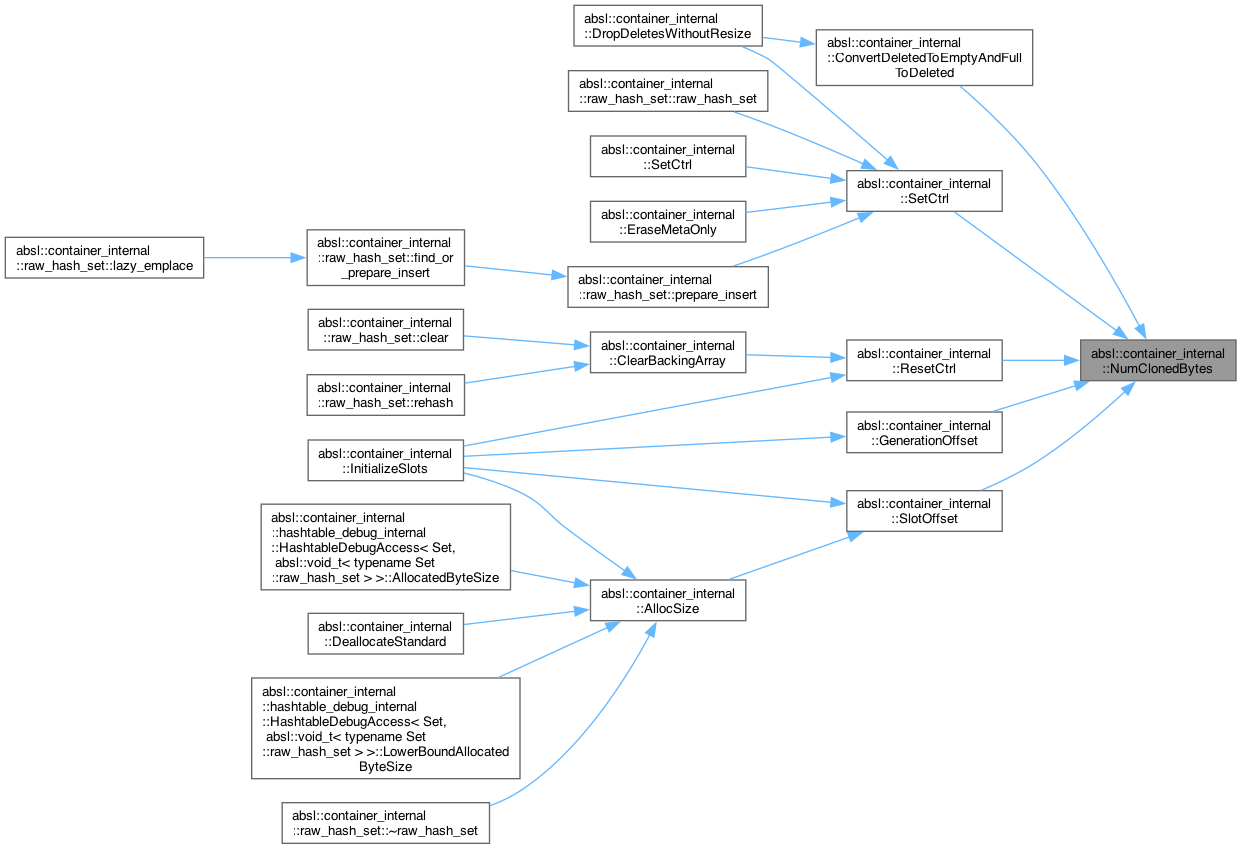 absl::container_internal
::DropDeletesWithoutResize
absl::container_internal
::ConvertDeletedToEmptyAndFull
ToDeleted
absl::container_internal
::raw_hash_set::raw_hash_set
absl::container_internal
::SetCtrl
absl::container_internal
::SetCtrl
absl::container_internal
::EraseMetaOnly
absl::container_internal
::raw_hash_set::lazy_emplace
absl::container_internal
::raw_hash_set::find_or
_prepare_insert
absl::container_internal
::raw_hash_set::prepare_insert
absl::container_internal
::raw_hash_set::clear
absl::container_internal
::ClearBackingArray
absl::container_internal
::ResetCtrl
absl::container_internal
::NumClonedBytes
absl::container_internal
::raw_hash_set::rehash
absl::container_internal
::GenerationOffset
absl::container_internal
::InitializeSlots
absl::container_internal
::SlotOffset
absl::container_internal
::hashtable_debug_internal
::HashtableDebugAccess< Set,
absl::void_t< typename Set
::raw_hash_set > >::AllocatedByteSize
absl::container_internal
::AllocSize
absl::container_internal
::DeallocateStandard
absl::container_internal
::hashtable_debug_internal
::HashtableDebugAccess< Set,
absl::void_t< typename Set
::raw_hash_set > >::LowerBoundAllocated
ByteSize
absl::container_internal
::raw_hash_set::~raw_hash_set